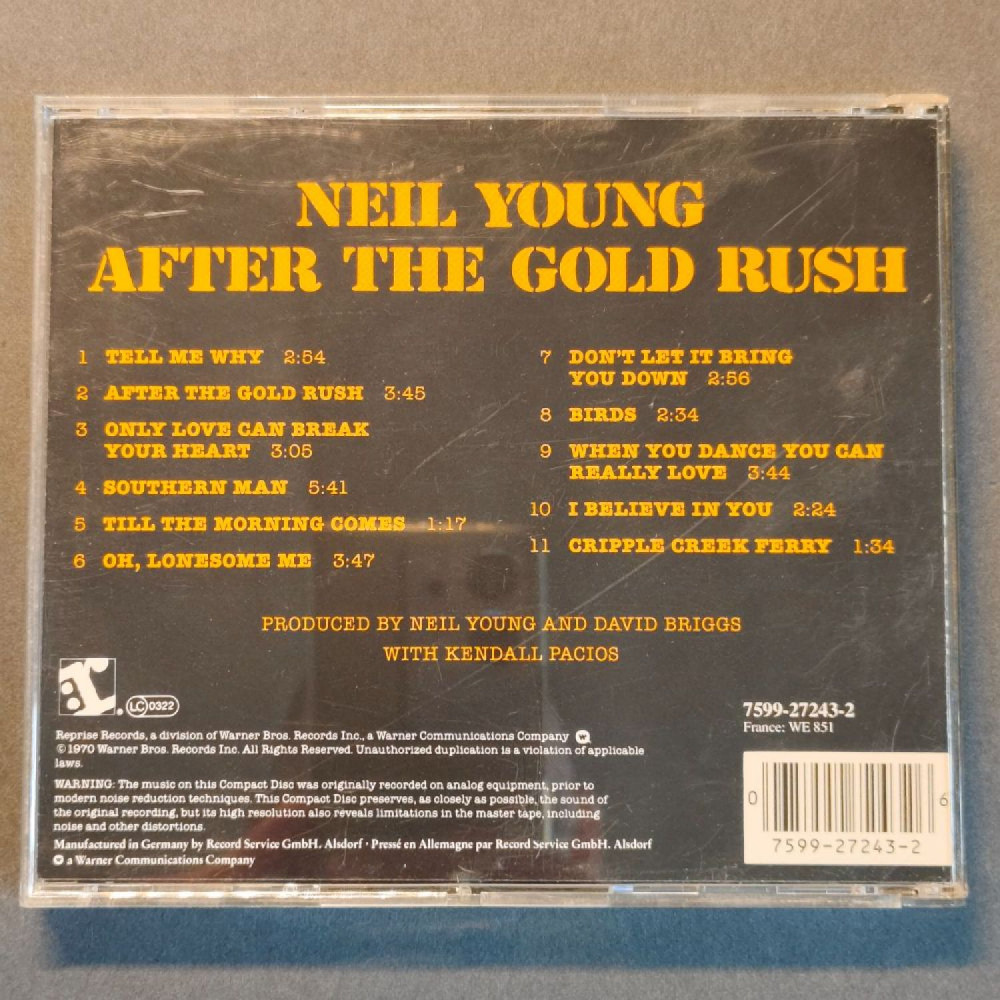 NEIL YOUNG
AFTER THE GOLD RUSH
1 TELL ME WHY 2:54
2 AFTER THE GOLD RUSH 3:45
3 ONLY LOVE CAN BREAK
YOUR HEART 3:05
4 SOUTHERN MAN 5:41
5 TILL THE MORNING COMES 1:17
6 OH, LONESOME ME 3:47
7 DON'T LET IT BRING
YOU DOWN 2:56
8 BIRDS 2:34
9 WHEN YOU DANCE YOU CAN
REALLY LOVE 3:44
10 I BELIEVE IN YOU 2:24
11 CRIPPLE CREEK FERRY 1:34
PRODUCED BY NEIL YOUNG AND DAVID BRIGGS
WITH KENDALL PACIOS
r:
LC 0322
Reprise Records, a division of Warner Bros. Records Inc., a Warner Communications Company
©1970 Warner Bros. Records Inc. All Rights Reserved. Unauthorized duplication is a violation of applicable
laws.
WARNING: The music on this Compact Disc was originally recorded on analog equipment, prior to
modern noise reduction techniques. This Compact Disc preserves, as closely as possible, the sound of
the original recording, but its high resolution also reveals limitations in the master tape, including
noise and other distortions.
Manufactured in Germany by Record Service GmbH. Alsdorf · Pressé en Allemagne par Record Service GmbH. Alsdorf
a Warner Communications Company
7599-27243-2
France: WE 851
0 6
7599-27243-2